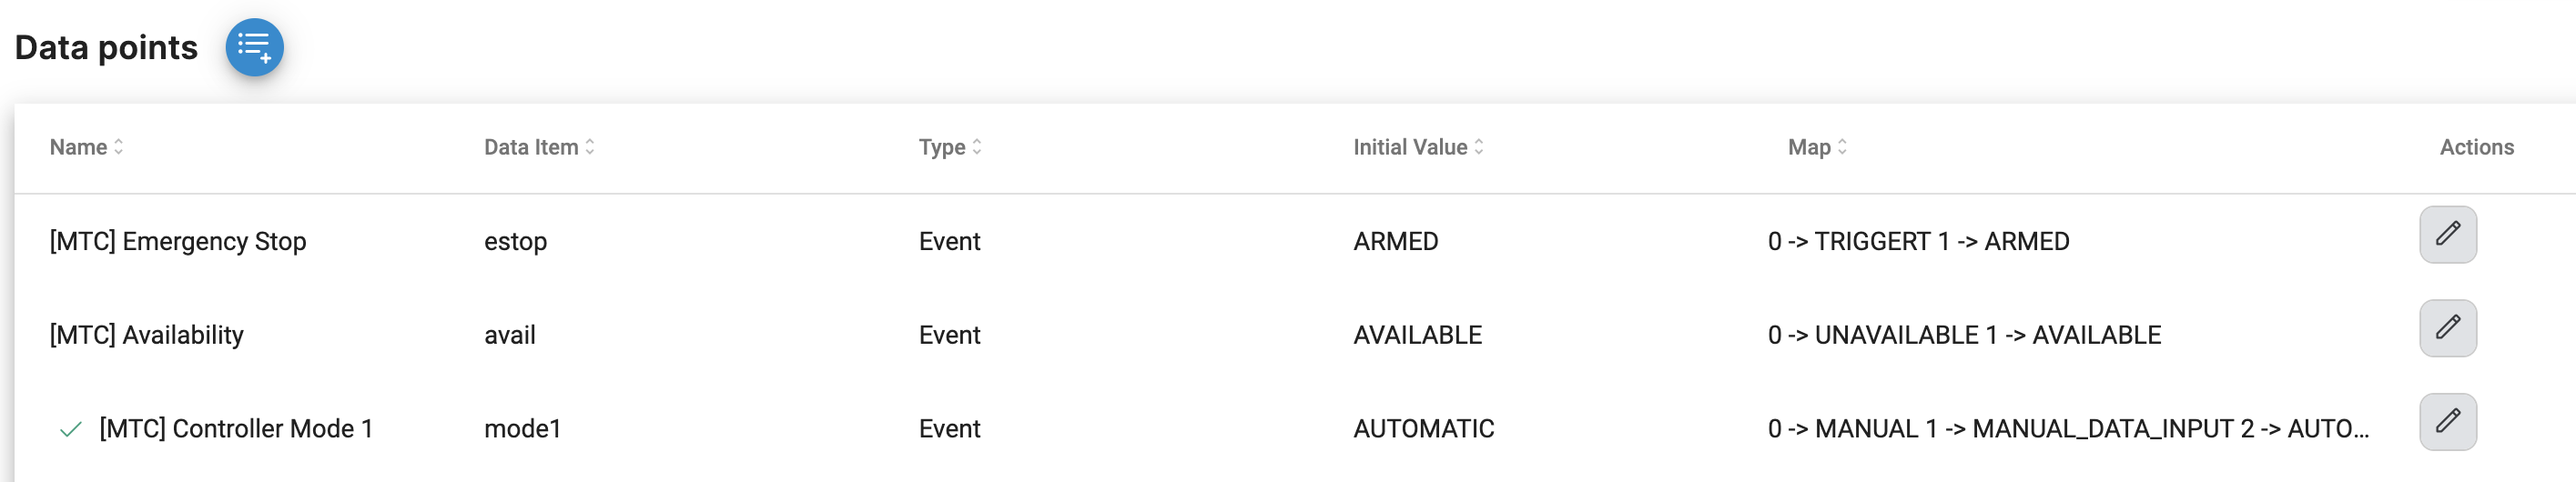 Data points
Name Data Item Type Initial Value Map Actions
[MTC] Emergency Stop estop Event ARMED 0 -> TRIGGERT 1 -> ARMED
[MTC] Availability avail Event AVAILABLE 0 -> UNAVAILABLE 1 -> AVAILABLE
[MTC] Controller Mode 1 mode1 Event AUTOMATIC 0 -> MANUAL 1 -> MANUAL_DATA_INPUT 2 -> AUTO...